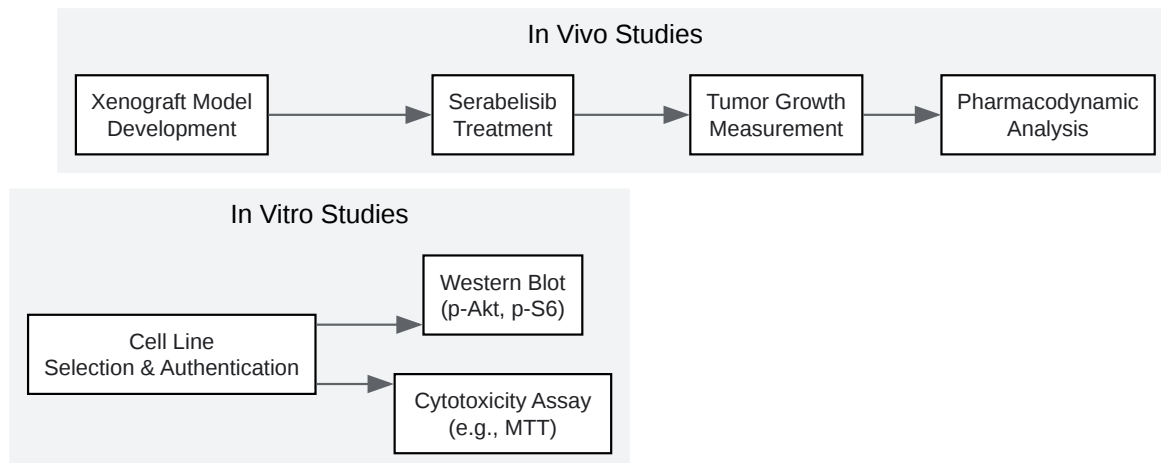 In Vivo Studies
Xenograft Model
Development
Serabelisib
Treatment
Tumor Growth
Measurement
Pharmacodynamic
Analysis
In Vitro Studies
Cell Line
Selection & Authentication
Western Blot
(p-Akt, p-S6)
Cytotoxicity Assay
(e.g., MTT)